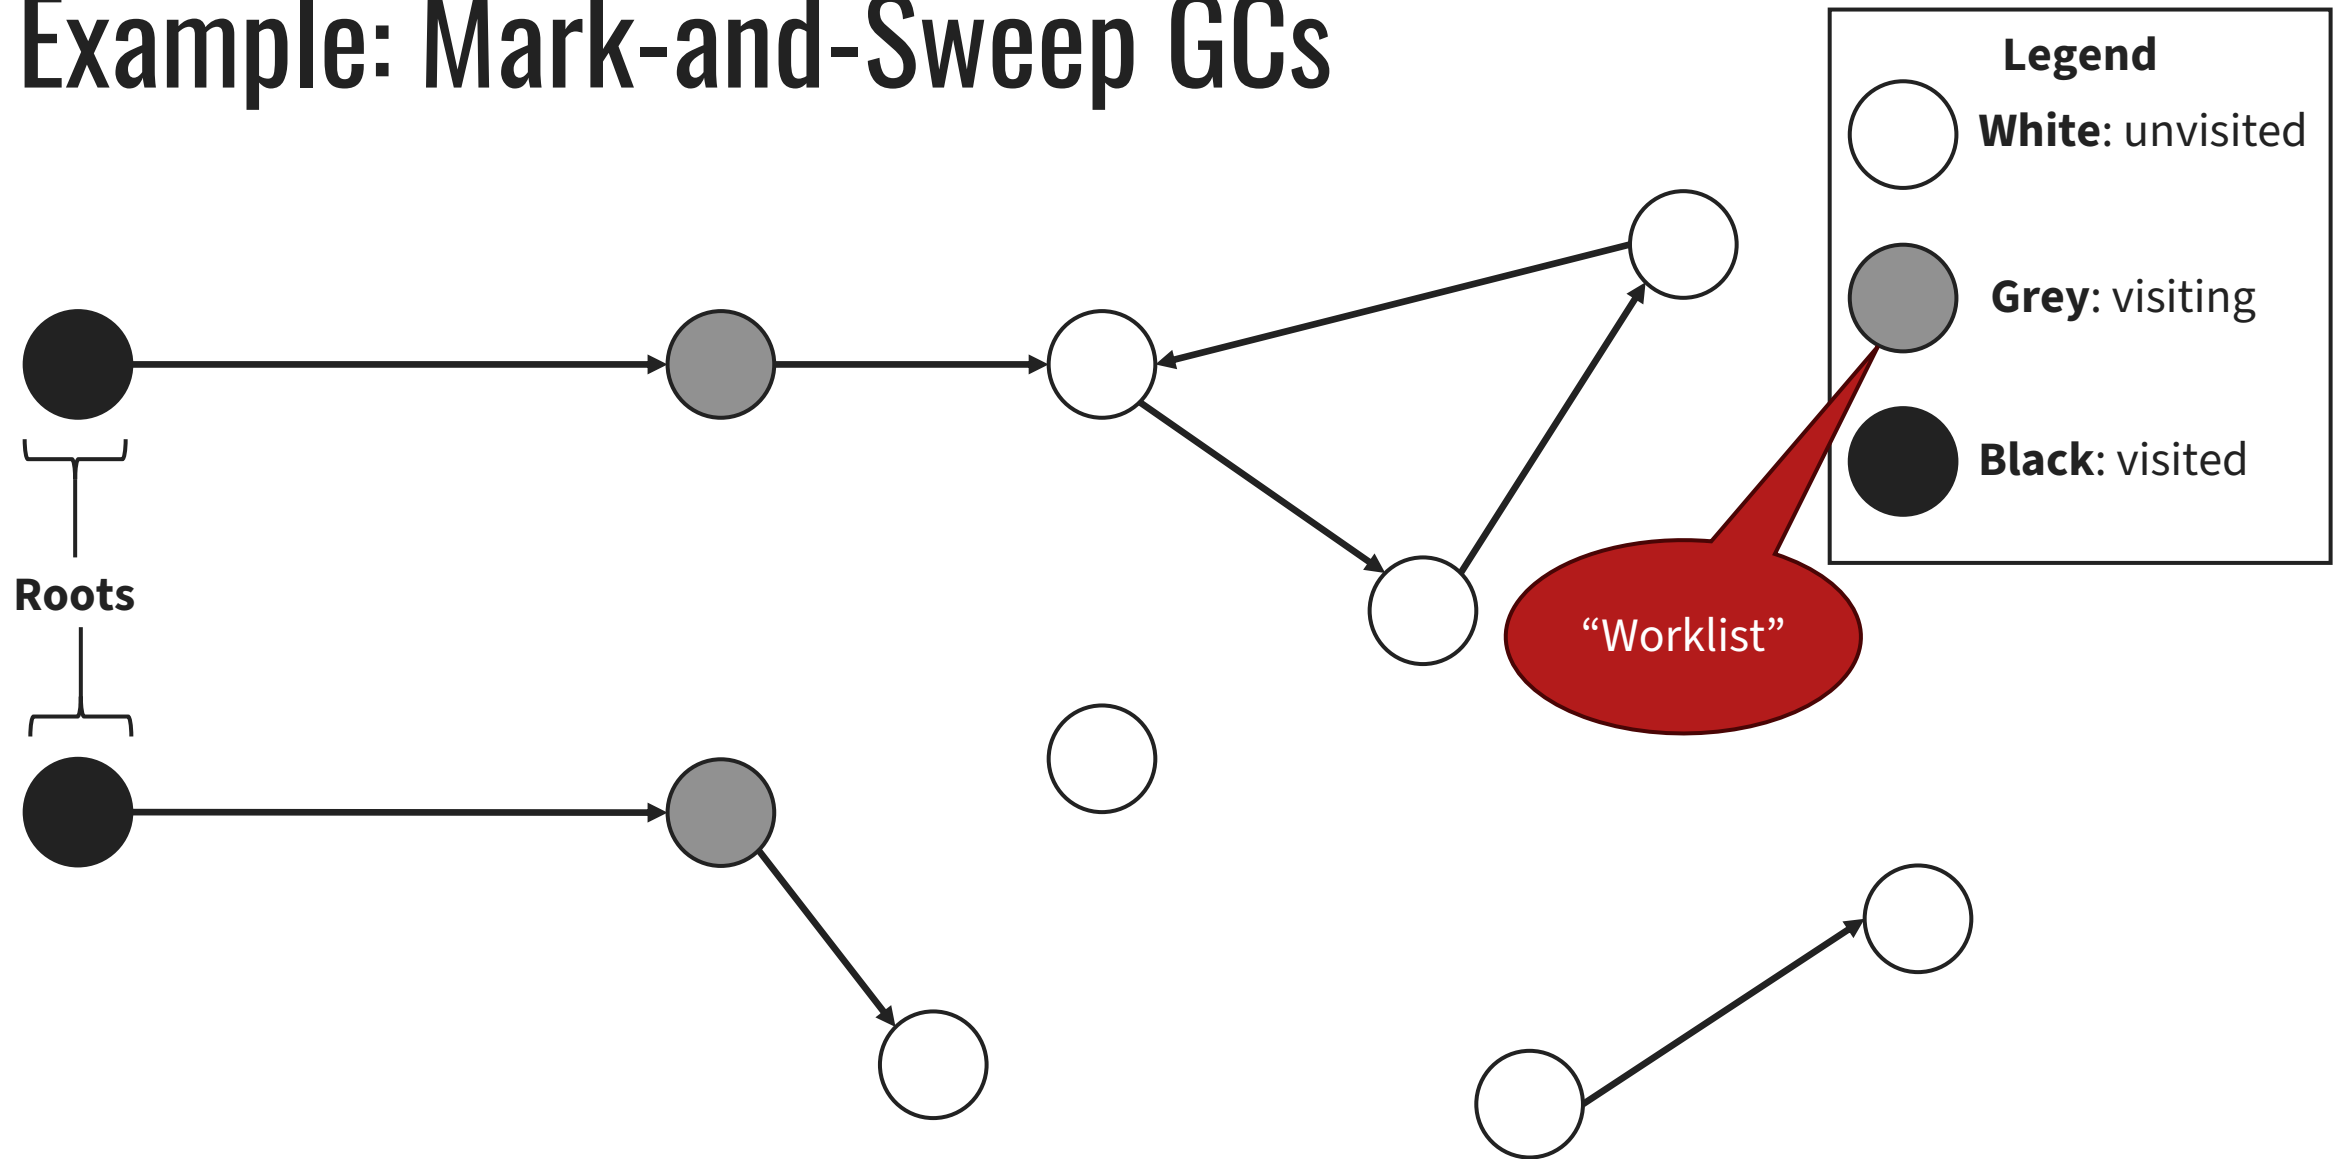 Example: Mark-and-Sweep GCs
Legend
White: unvisited
Grey: visiting
Black: visited
Roots
“Worklist”